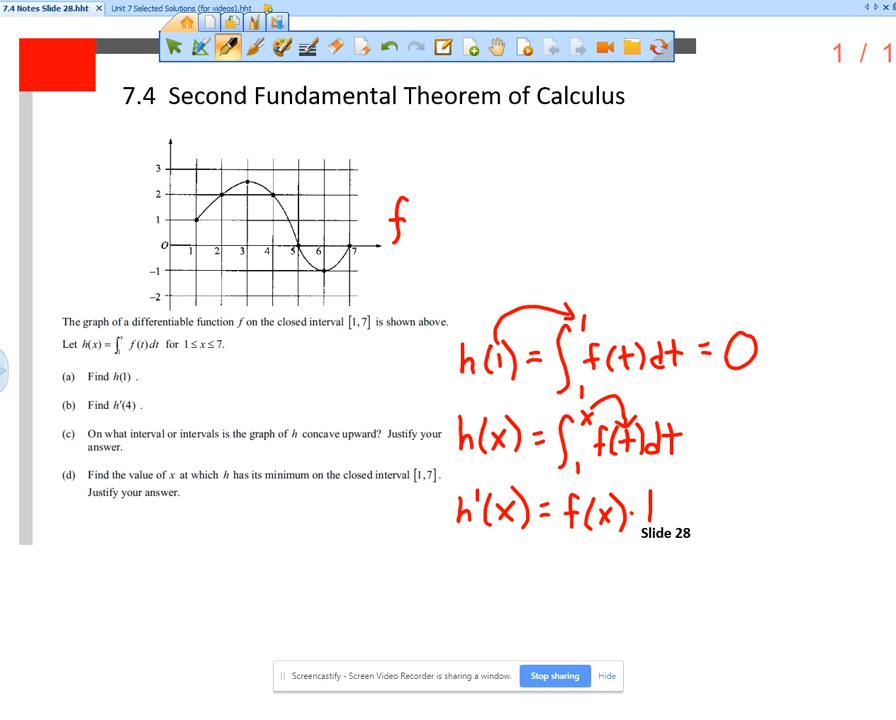 7.4 Notes Slide 28.hht
Unit 7 Selected Solutions (for videos).hht
1 / 1
7.4 Second Fundamental Theorem of Calculus
3
2
1
O
1 2 3 4 5 6 7
−1
−2
f
The graph of a differentiable function f on the closed interval [1, 7] is shown above.
Let h(x) = ∫₁ˣ f(t)dt for 1 ≤ x ≤ 7.
(a) Find h(1) .
(b) Find h′(4) .
(c) On what interval or intervals is the graph of h concave upward? Justify your
answer.
(d) Find the value of x at which h has its minimum on the closed interval [1, 7].
Justify your answer.
h(1) = ∫₁¹ f(t)dt = 0
h(x) = ∫₁ˣ f(t)dt
h'(x) = f(x)·1
Slide 28
Screencastify - Screen Video Recorder is sharing a window.
Stop sharing
Hide